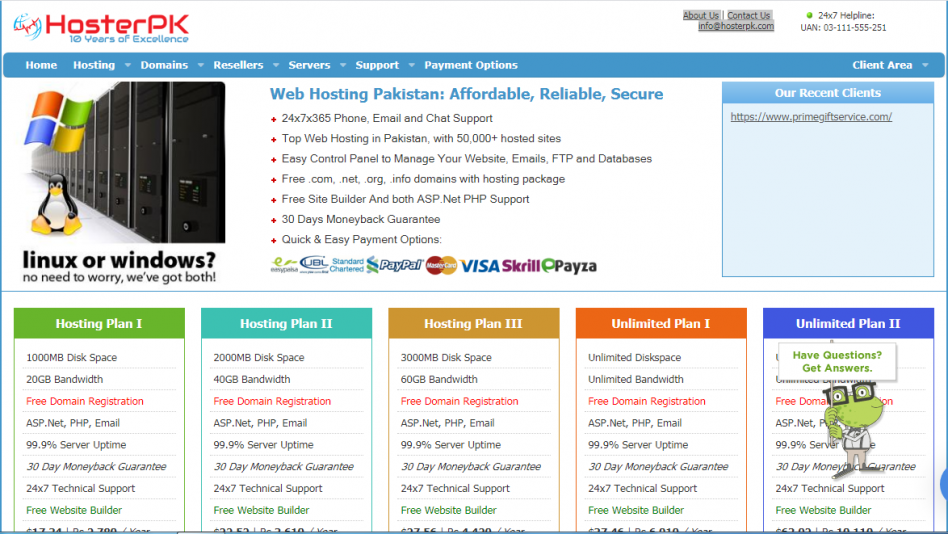 HosterPK
10 Years of Excellence
About Us | Contact Us
info@hosterpk.com
24x7 Helpline:
UAN: 03-111-555-251
Home Hosting Domains Resellers Servers Support Payment Options Client Area
linux or windows?
no need to worry, we've got both!
Web Hosting Pakistan: Affordable, Reliable, Secure
24x7x365 Phone, Email and Chat Support
Top Web Hosting in Pakistan, with 50,000+ hosted sites
Easy Control Panel to Manage Your Website, Emails, FTP and Databases
Free .com, .net, .org, .info domains with hosting package
Free Site Builder And both ASP.Net PHP Support
30 Days Moneyback Guarantee
Quick & Easy Payment Options:
easypaisa UBL Standard Chartered PayPal MasterCard VISA Skrill Payza
Our Recent Clients
https://www.primegiftservice.com/
Hosting Plan I
1000MB Disk Space
20GB Bandwidth
Free Domain Registration
ASP.Net, PHP, Email
99.9% Server Uptime
30 Day Moneyback Guarantee
24x7 Technical Support
Free Website Builder
Hosting Plan II
2000MB Disk Space
40GB Bandwidth
Free Domain Registration
ASP.Net, PHP, Email
99.9% Server Uptime
30 Day Moneyback Guarantee
24x7 Technical Support
Free Website Builder
Hosting Plan III
3000MB Disk Space
60GB Bandwidth
Free Domain Registration
ASP.Net, PHP, Email
99.9% Server Uptime
30 Day Moneyback Guarantee
24x7 Technical Support
Free Website Builder
Unlimited Plan I
Unlimited Diskspace
Unlimited Bandwidth
Free Domain Registration
ASP.Net, PHP, Email
99.9% Server Uptime
30 Day Moneyback Guarantee
24x7 Technical Support
Free Website Builder
Unlimited Plan II
Have Questions?
Get Answers.
Unlimited Bandwidth
Free Do on
ASP.Net, P
99.9% Serv
30 Day Moneyback Guarantee
24x7 Technical Support
Free Website Builder